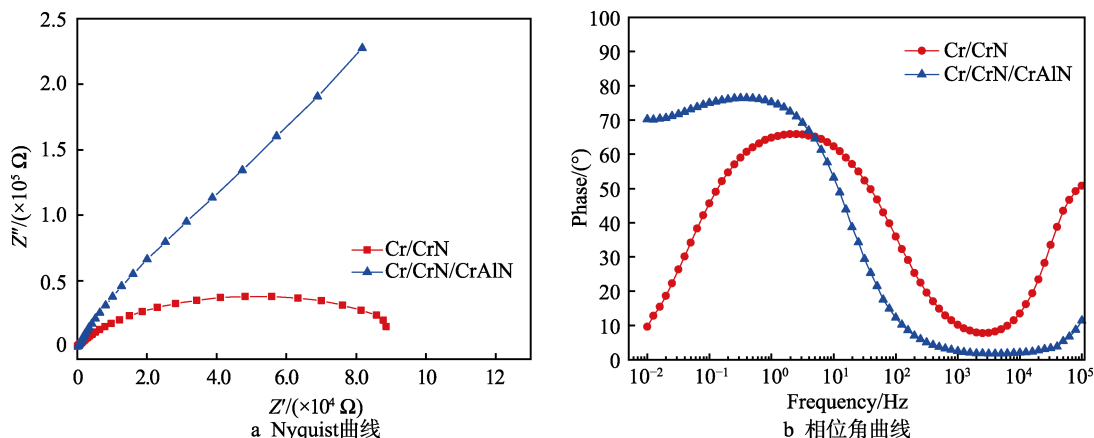 2.5
2.0
1.5
1.0
0.5
0
Z″/(×10⁵ Ω)
Cr/CrN
Cr/CrN/CrAlN
0 2.0 4.0 6.0 8.0 10 12
Z′/(×10⁴ Ω)
a Nyquist曲线
100
90
80
70
60
50
40
30
20
10
0
Phase/(°)
Cr/CrN
Cr/CrN/CrAlN
10⁻² 10⁻¹ 10⁰ 10¹ 10² 10³ 10⁴ 10⁵
Frequency/Hz
b 相位角曲线